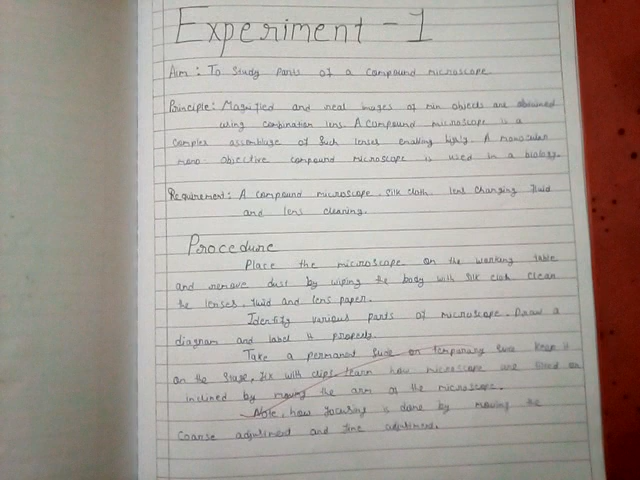 Experiment - 1
Aim : To study parts of a compound microscope.
Principle : Magnified and real images of min objects are obtained
using combination lens. A compound microscope is a
complex assemblage of such lenses enabling highly. A monocular
mono objective compound microscope is used in a biology.
Requirement : A compound microscope. Silk cloth. lens changing fluid
and lens cleaning.
Procedure
Place the microscope on the working table
and remove dust by wiping the body with silk cloth clean
the lenses, fluid and lens paper.
Identify various parts of microscope. Draw a
diagram and label it properly.
Take a permanent on temporary keep it
on the stage, fix with clips learn how microscope are on
inclined by moving the arm of the microscope.
Note, how focusing is done by moving the
coarse adjustment and fine adjustment.